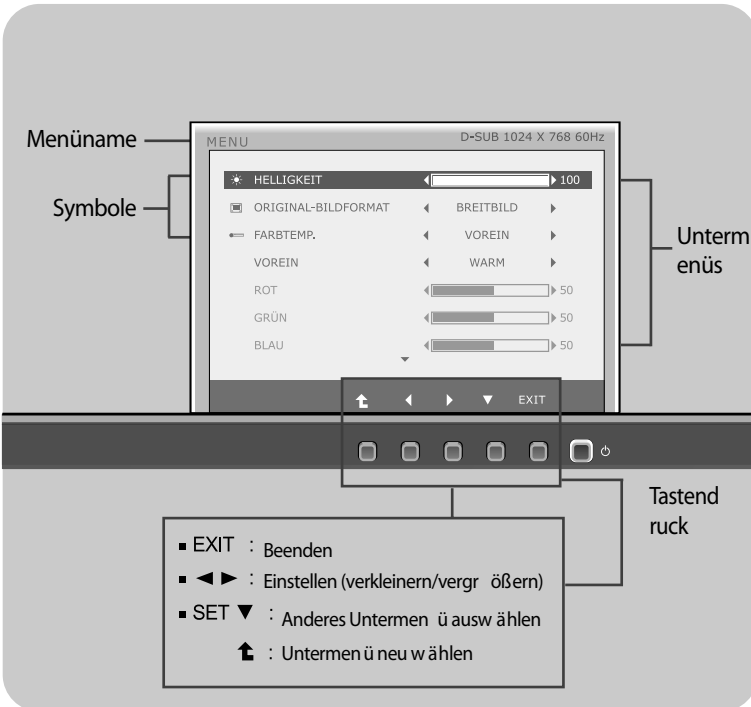 Menüname
Symbole
MENU
D-SUB 1024 X 768 60Hz
HELLIGKEIT 100
ORIGINAL-BILDFORMAT BREITBILD
FARBTEMP. VOREIN
VOREIN WARM
ROT 50
GRÜN 50
BLAU 50
EXIT
Unterm
enüs
Tastend
ruck
■ EXIT : Beenden
■ ◄ ► : Einstellen (verkleinern/vergr ößern)
■ SET ▼ : Anderes Untermen ü ausw ählen
: Untermen ü neu w ählen